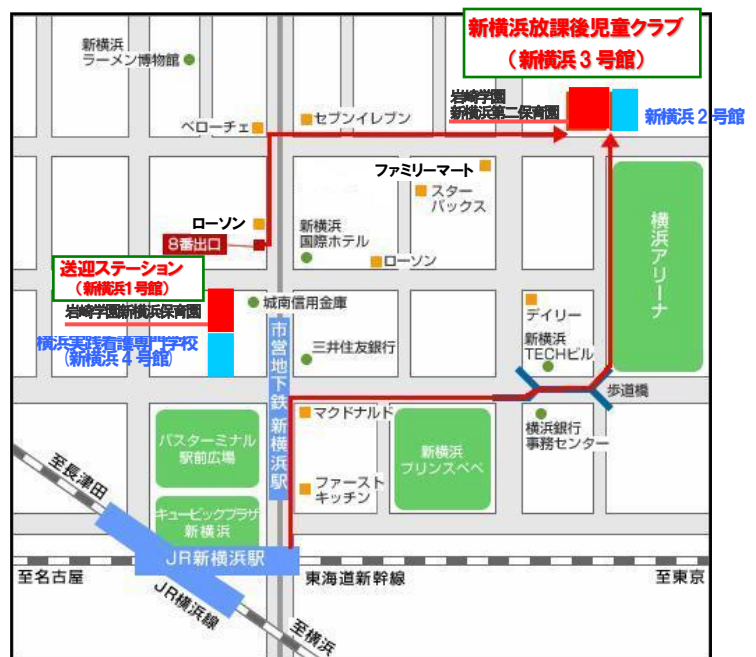 新横浜放課後児童クラブ
（新横浜３号館）
新横浜
ラーメン博物館
岩崎学園
新横浜第二保育園
新横浜２号館
ベローチェ
セブンイレブン
ファミリーマート
スター
バックス
ローソン
8番出口
新横浜
国際ホテル
ローソン
横浜アリーナ
送迎ステーション
（新横浜1号館）
岩崎学園新横浜保育園
横浜実践看護専門学校
(新横浜４号館)
城南信用金庫
市営地下鉄 新横浜駅
三井住友銀行
デイリー
新横浜
TECHビル
歩道橋
マクドナルド
横浜銀行
事務センター
バスターミナル
駅前広場
新横浜
プリンスペペ
ファースト
キッチン
至長津田
キュービックプラザ
新横浜
JR新横浜駅
至名古屋
東海道新幹線
至東京
JR横浜線
至横浜